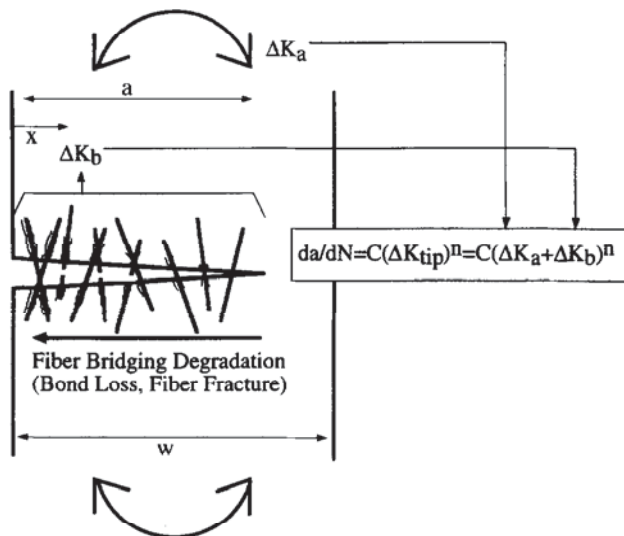 ΔKa
a
x
ΔKb
da/dN=C(ΔKtip)n=C(ΔKa+ΔKb)n
Fiber Bridging Degradation
(Bond Loss, Fiber Fracture)
w